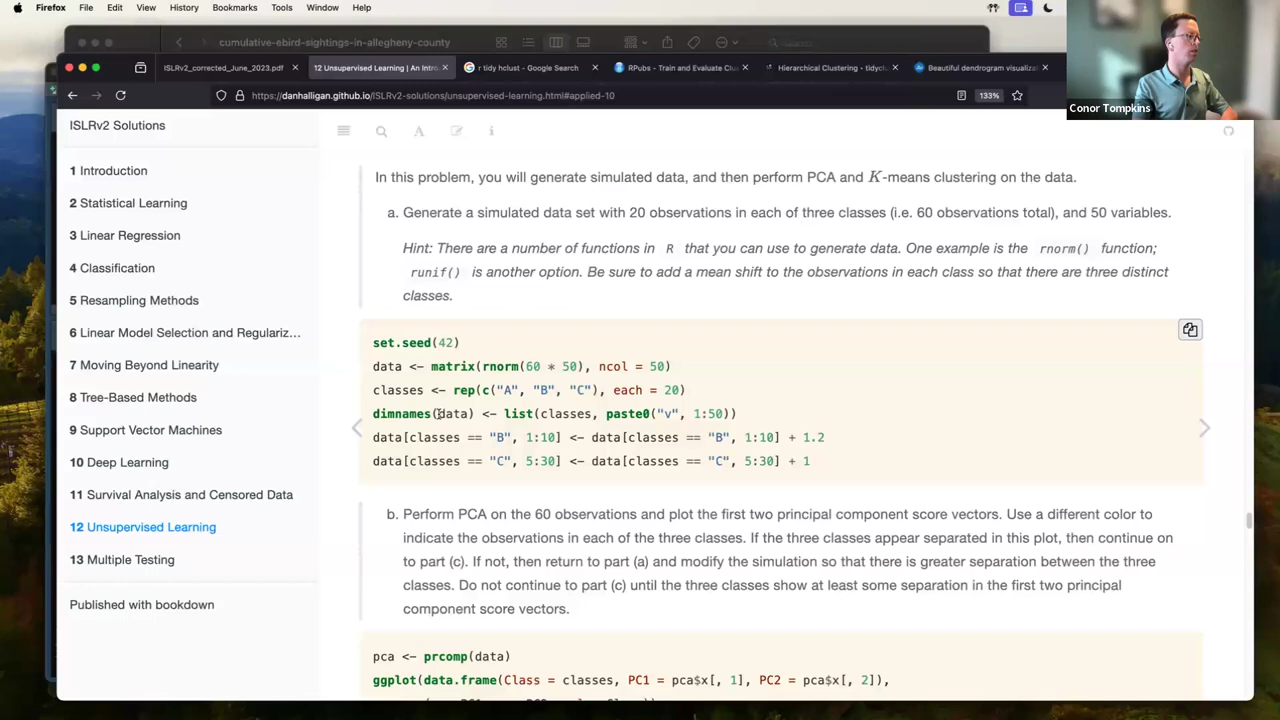 Firefox File Edit View History Bookmarks Tools Window Help
cumulative-ebird-sightings-in-allegheny-county
Search
ISLRv2_corrected_June_2023.pdf
12 Unsupervised Learning | An Intro
r tidy hclust - Google Search
RPubs - Train and Evaluate Clu
Hierarchical Clustering • tidyclu
Beautiful dendrogram visualizat
https://danhalligan.github.io/ISLRv2-solutions/unsupervised-learning.html#applied-10
133%
Conor Tompkins
ISLRv2 Solutions
1 Introduction
2 Statistical Learning
3 Linear Regression
4 Classification
5 Resampling Methods
6 Linear Model Selection and Regulariz...
7 Moving Beyond Linearity
8 Tree-Based Methods
9 Support Vector Machines
10 Deep Learning
11 Survival Analysis and Censored Data
12 Unsupervised Learning
13 Multiple Testing
Published with bookdown
In this problem, you will generate simulated data, and then perform PCA and K-means clustering on the data.
a. Generate a simulated data set with 20 observations in each of three classes (i.e. 60 observations total), and 50 variables.
Hint: There are a number of functions in R that you can use to generate data. One example is the rnorm() function;
runif() is another option. Be sure to add a mean shift to the observations in each class so that there are three distinct
classes.
set.seed(42)
data <- matrix(rnorm(60 * 50), ncol = 50)
classes <- rep(c("A", "B", "C"), each = 20)
dimnames(data) <- list(classes, paste0("v", 1:50))
data[classes == "B", 1:10] <- data[classes == "B", 1:10] + 1.2
data[classes == "C", 5:30] <- data[classes == "C", 5:30] + 1
b. Perform PCA on the 60 observations and plot the first two principal component score vectors. Use a different color to
indicate the observations in each of the three classes. If the three classes appear separated in this plot, then continue on
to part (c). If not, then return to part (a) and modify the simulation so that there is greater separation between the three
classes. Do not continue to part (c) until the three classes show at least some separation in the first two principal
component score vectors.
pca <- prcomp(data)
ggplot(data.frame(Class = classes, PC1 = pca$x[, 1], PC2 = pca$x[, 2]),